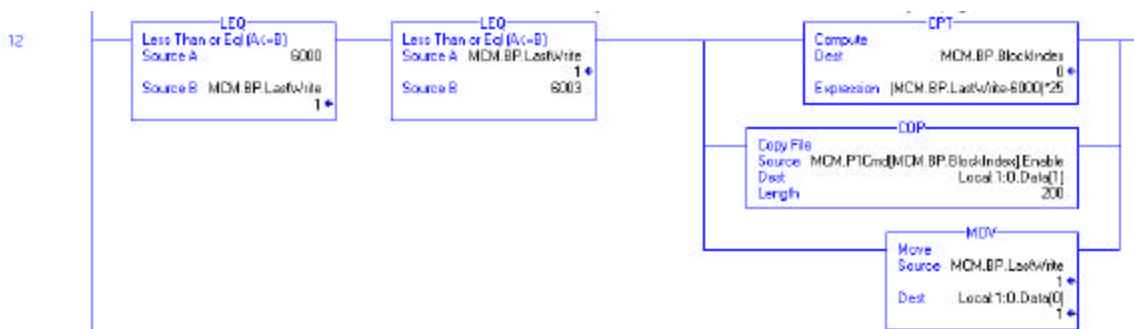 12
LEQ
Less Than or Eql (A<=B)
Source A 6000
Source B MCM.BP.LastWrite
1
LEQ
Less Than or Eql (A<=B)
Source A MCM.BP.LastWrite
1
Source B 6003
CPT
Compute
Dest MCM.BP.BlockIndex
0
Expression (MCM.BP.LastWrite-6000)*25
COP
Copy File
Source MCM.P1Cmd[MCM.BP.BlockIndex].Enable
Dest Local:1:O.Data[1]
Length 200
MOV
Move
Source MCM.BP.LastWrite
1
Dest Local:1:O.Data[0]
1